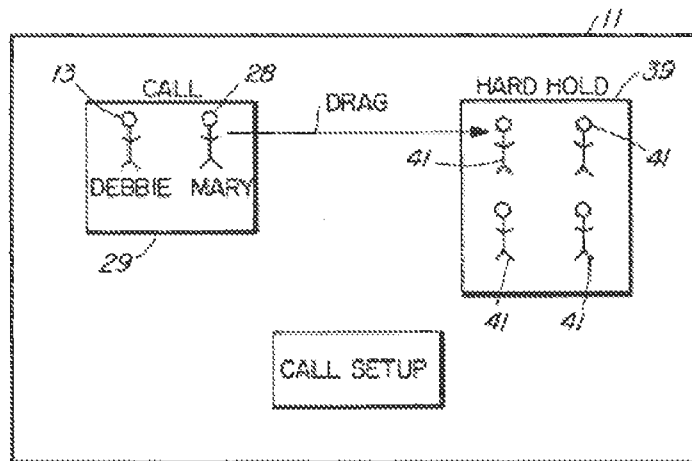 11
13
CALL
28
DRAG
HARD HOLD
39
41
41
DEBBIE MARY
29
41
41
CALL SETUP